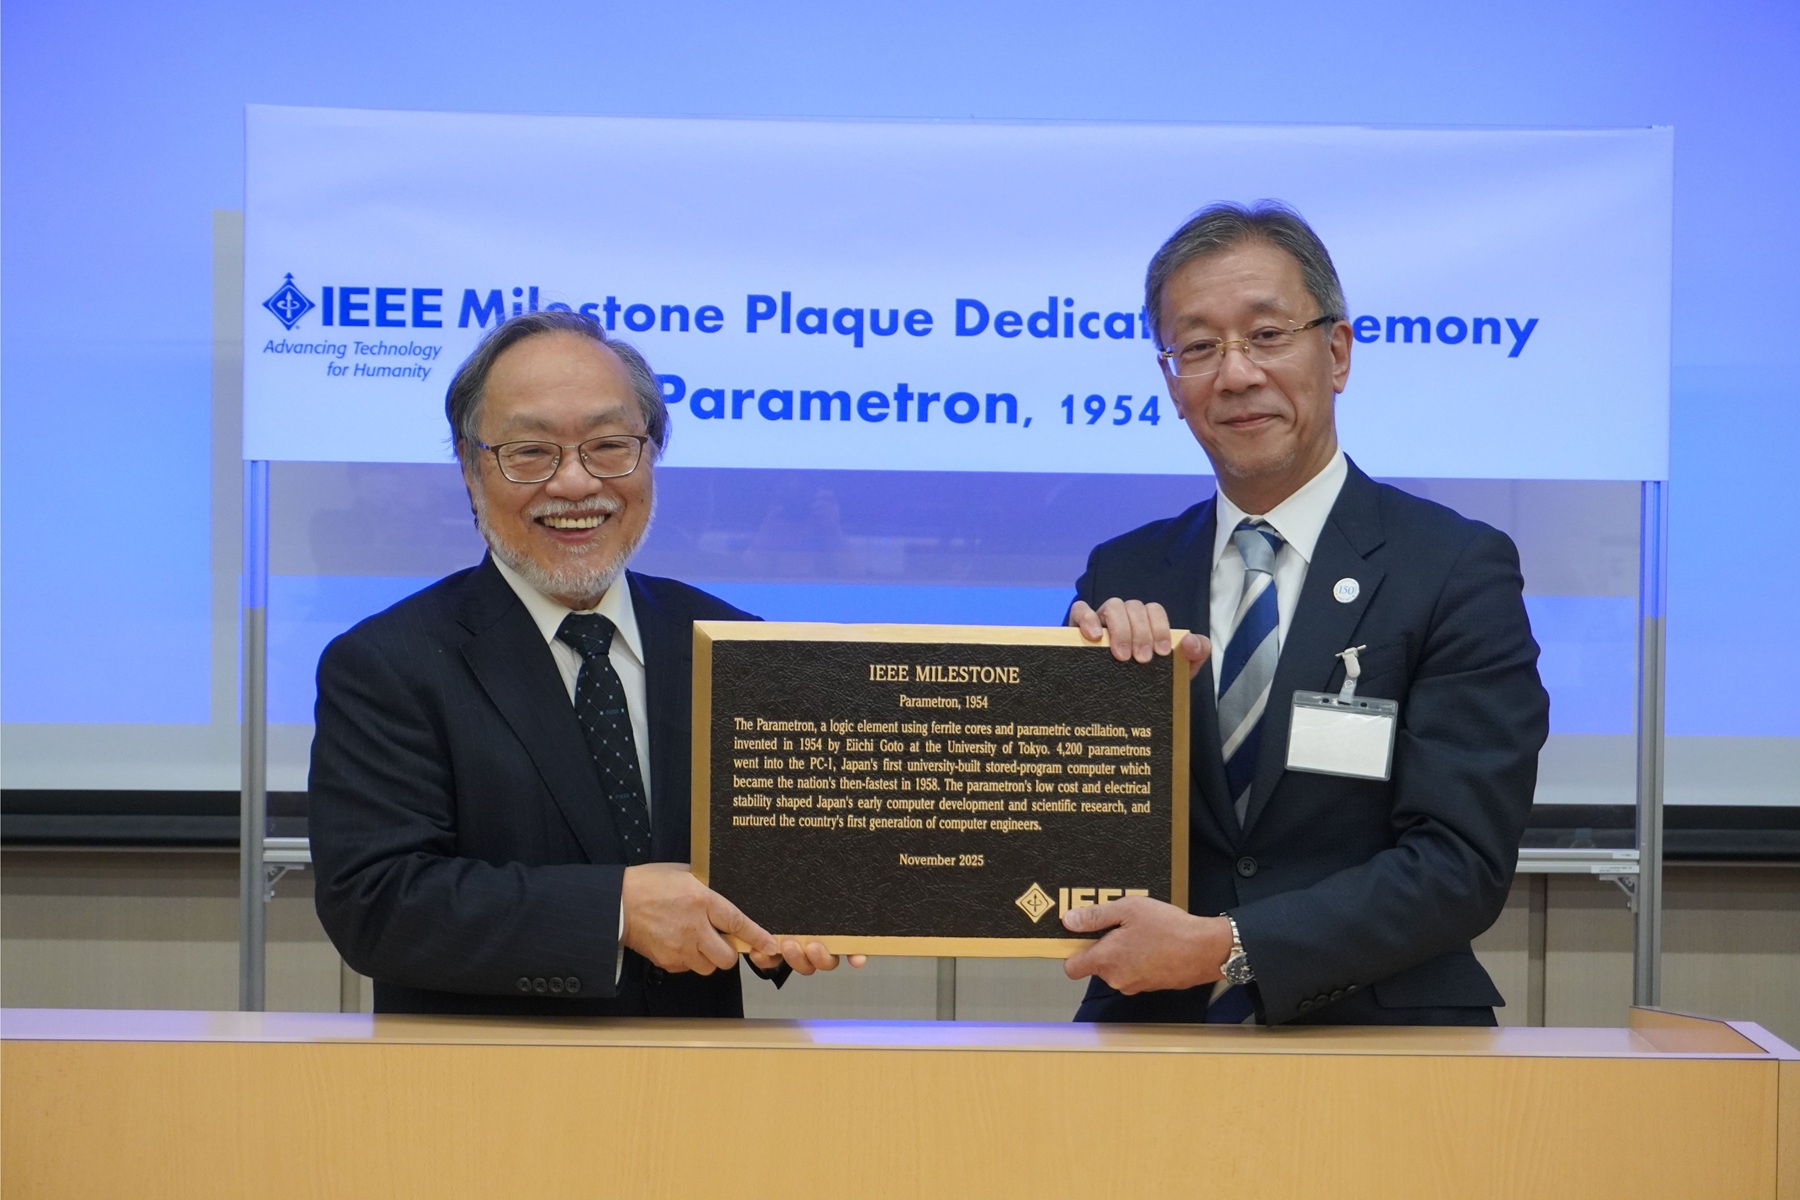 IEEE Milestone Plaque Dedicat emony
Advancing Technology
for Humanity
Parametron, 1954
150
IEEE MILESTONE
Parametron, 1954
The Parametron, a logic element using ferrite cores and parametric oscillation, was
invented in 1954 by Eiichi Goto at the University of Tokyo. 4,200 parametrons
went into the PC-1, Japan's first university-built stored-program computer which
became the nation's then-fastest in 1958. The parametron's low cost and electrical
stability shaped Japan's early computer development and scientific research, and
nurtured the country's first generation of computer engineers.
November 2025
IEEE